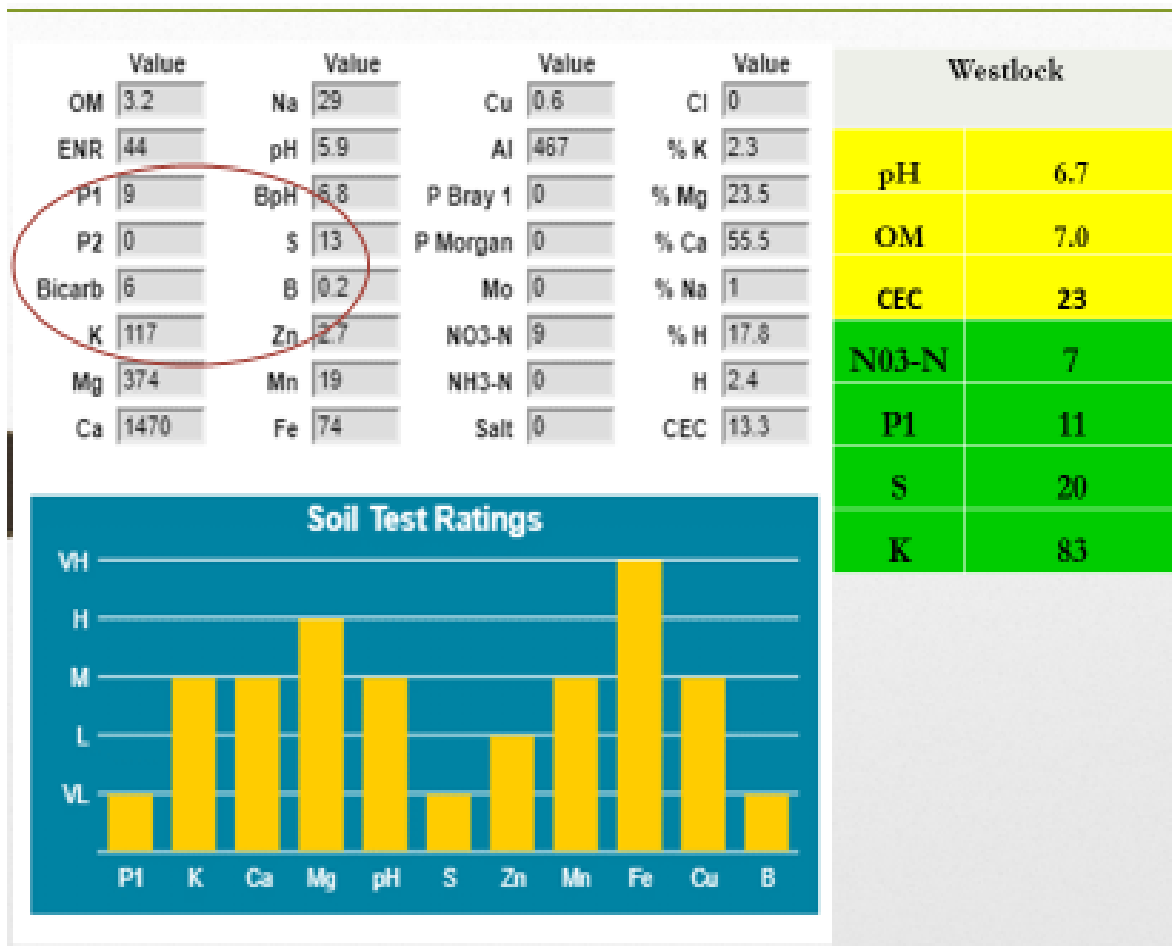 Value Value Value Value
OM 3.2 Na 29 Cu 0.6 Cl 0
ENR 44 pH 5.9 Al 467 % K 2.3
P1 9 BpH 6.8 P Bray 1 0 % Mg 23.5
P2 0 S 13 P Morgan 0 % Ca 55.5
Bicarb 6 B 0.2 Mo 0 % Na 1
K 117 Zn 2.7 NO3-N 9 % H 17.8
Mg 374 Mn 19 NH3-N 0 H 2.4
Ca 1470 Fe 74 Salt 0 CEC 13.3
Westlock
pH 6.7
OM 7.0
CEC 23
N03-N 7
P1 11
S 20
K 83
Soil Test Ratings
VH
H
M
L
VL
P1 K Ca Mg pH S Zn Mn Fe Cu B